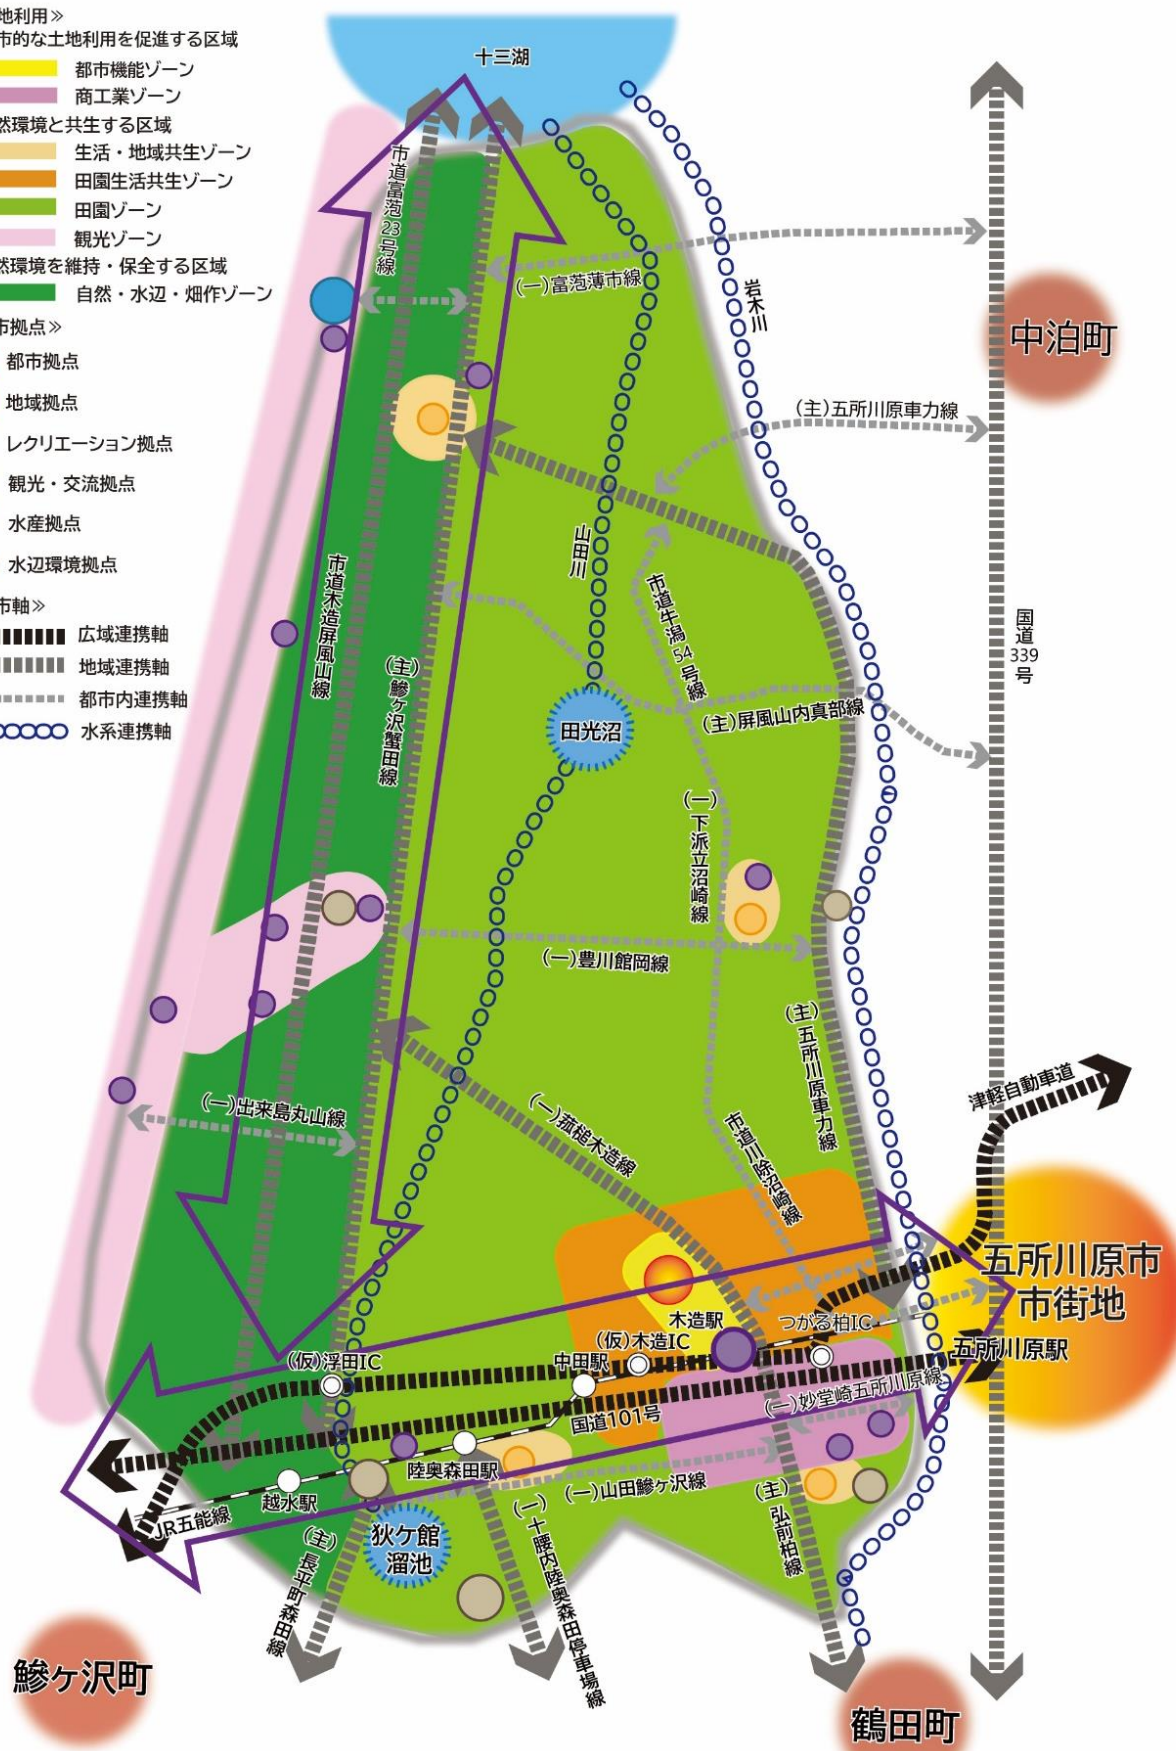 地利用≫
市的な土地利用を促進する区域
都市機能ゾーン
商工業ゾーン
然環境と共生する区域
生活・地域共生ゾーン
田園生活共生ゾーン
田園ゾーン
観光ゾーン
然環境を維持・保全する区域
自然・水辺・畑作ゾーン
市拠点≫
都市拠点
地域拠点
レクリエーション拠点
観光・交流拠点
水産拠点
水辺環境拠点
市軸≫
広域連携軸
地域連携軸
都市内連携軸
水系連携軸
十三湖
市道富萢23号線
(一)富萢薄市線
岩木川
中泊町
(主)五所川原車力線
山田川
市道木造屏風山線
(主)鰺ヶ沢蟹田線
市道牛潟54号線
国道339号
田光沼
(主)屏風山内真部線
(一)下派立沼崎線
(一)豊川館岡線
(主)五所川原車力線
津軽自動車道
(一)出来島丸山線
(一)菰槌木造線
市道川除沼崎線
五所川原市
市街地
木造駅
つがる柏IC
(仮)木造IC
五所川原駅
(仮)浮田IC
中田駅
(一)妙堂崎五所川原線
国道101号
陸奥森田駅
(一)山田鰺ヶ沢線
越水駅
JR五能線
(主)長平町森田線
狄ケ館
溜池
(一)十腰内陸奥森田停車場線
(主)弘前柏線
鰺ヶ沢町
鶴田町